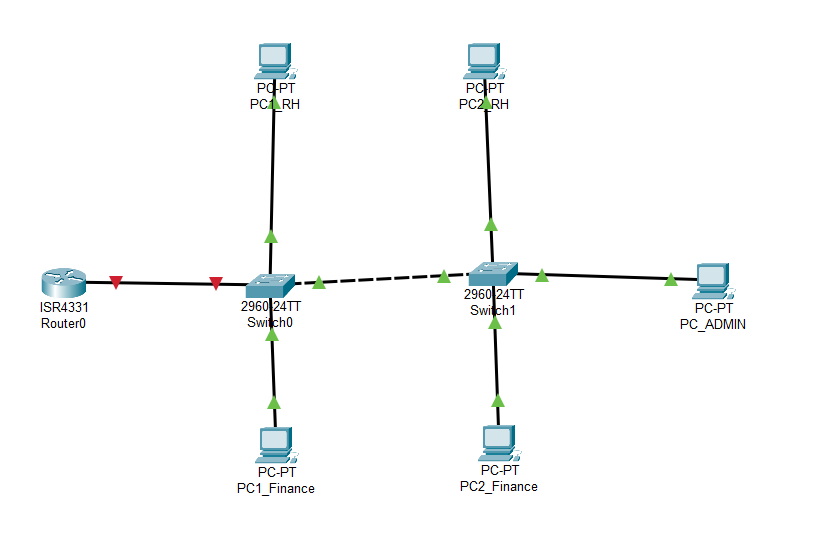 PC-PT
PC1_RH
PC-PT
PC2_RH
ISR4331
Router0
2960-24TT
Switch0
2960-24TT
Switch1
PC-PT
PC_ADMIN
PC-PT
PC1_Finance
PC-PT
PC2_Finance